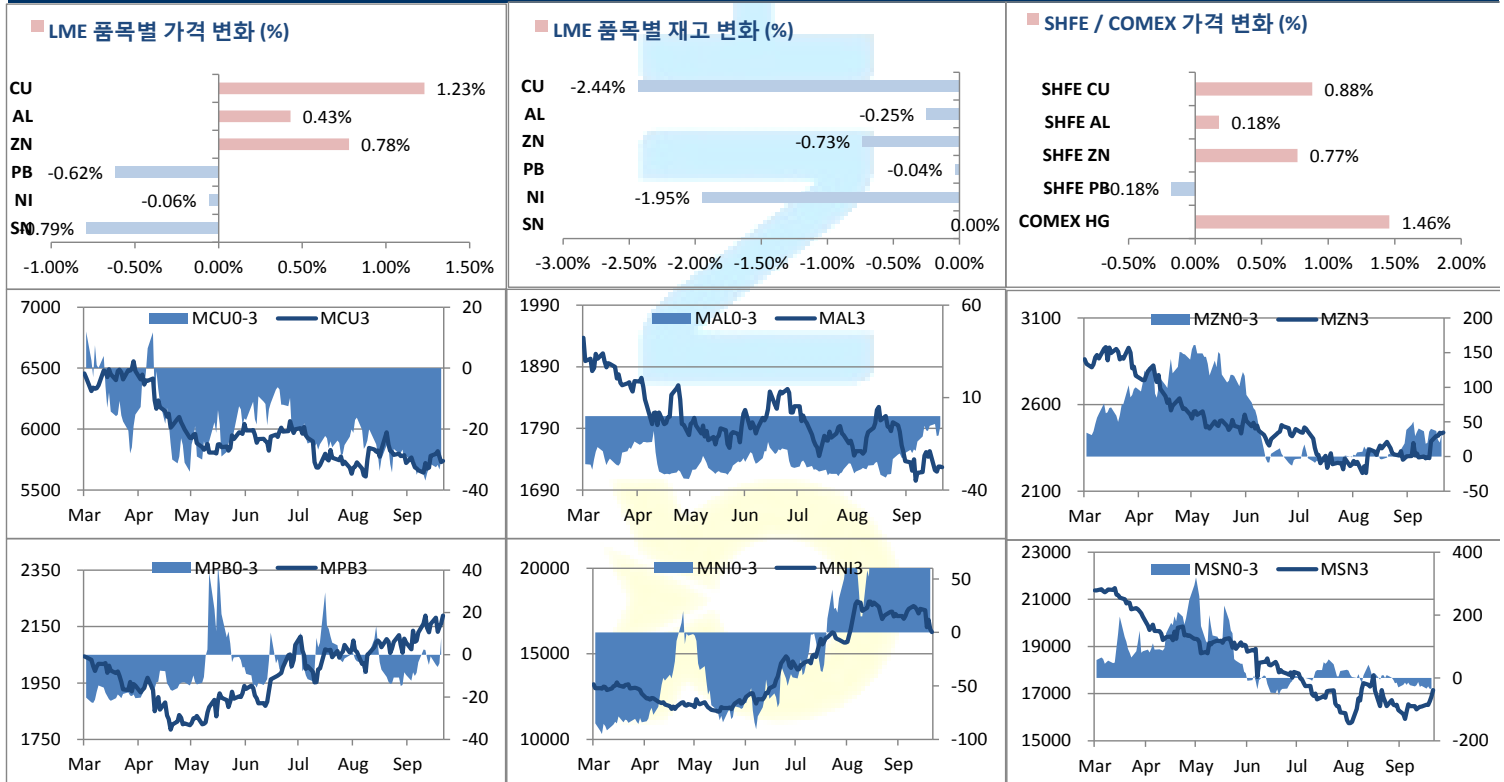 LME 품목별 가격 변화 (%)
CU 1.23%
AL 0.43%
ZN 0.78%
PB -0.62%
NI -0.06%
SN -0.79%
-1.00% -0.50% 0.00% 0.50% 1.00% 1.50%
LME 품목별 재고 변화 (%)
CU -2.44%
AL -0.25%
ZN -0.73%
PB -0.04%
NI -1.95%
SN 0.00%
-3.00% -2.50% -2.00% -1.50% -1.00% -0.50% 0.00%
SHFE / COMEX 가격 변화 (%)
SHFE CU 0.88%
SHFE AL 0.18%
SHFE ZN 0.77%
SHFE PB -0.18%
COMEX HG 1.46%
-0.50% 0.00% 0.50% 1.00% 1.50% 2.00%
MCU0-3 MCU3
7000 20
6500 0
6000 -20
5500 -40
Mar Apr May Jun Jul Aug Sep
MAL0-3 MAL3
1990 60
1890 10
1790
1690 -40
Mar Apr May Jun Jul Aug Sep
MZN0-3 MZN3
3100 200
150
100
2600 50
0
2100 -50
Mar Apr May Jun Jul Aug Sep
MPB0-3 MPB3
2350 40
2150 20
0
1950 -20
1750 -40
Mar Apr May Jun Jul Aug Sep
MNI0-3 MNI3
20000 50
15000 0
-50
10000 -100
Mar Apr May Jun Jul Aug Sep
MSN0-3 MSN3
23000 400
21000 200
19000
17000 0
15000 -200
Mar Apr May Jun Jul Aug Sep